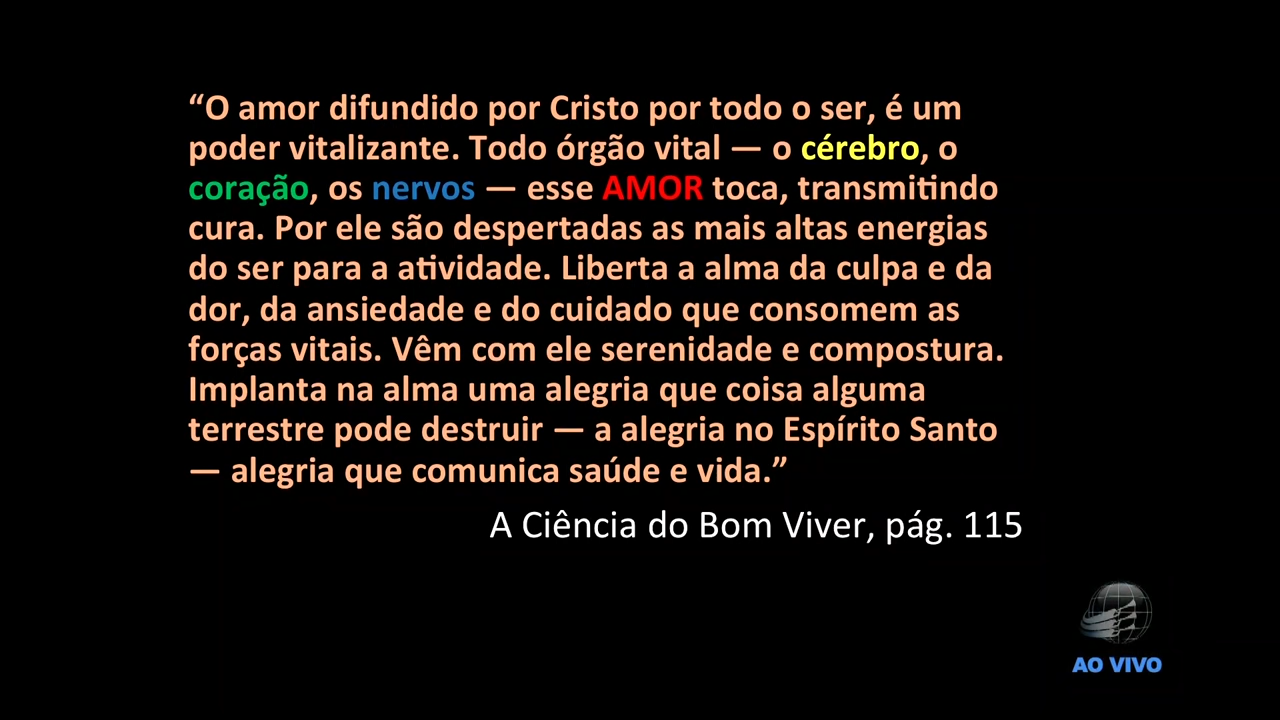 “O amor difundido por Cristo por todo o ser, é um
poder vitalizante. Todo órgão vital — o cérebro, o
coração, os nervos — esse AMOR toca, transmitindo
cura. Por ele são despertadas as mais altas energias
do ser para a atividade. Liberta a alma da culpa e da
dor, da ansiedade e do cuidado que consomem as
forças vitais. Vêm com ele serenidade e compostura.
Implanta na alma uma alegria que coisa alguma
terrestre pode destruir — a alegria no Espírito Santo
— alegria que comunica saúde e vida.”
A Ciência do Bom Viver, pág. 115
AO VIVO